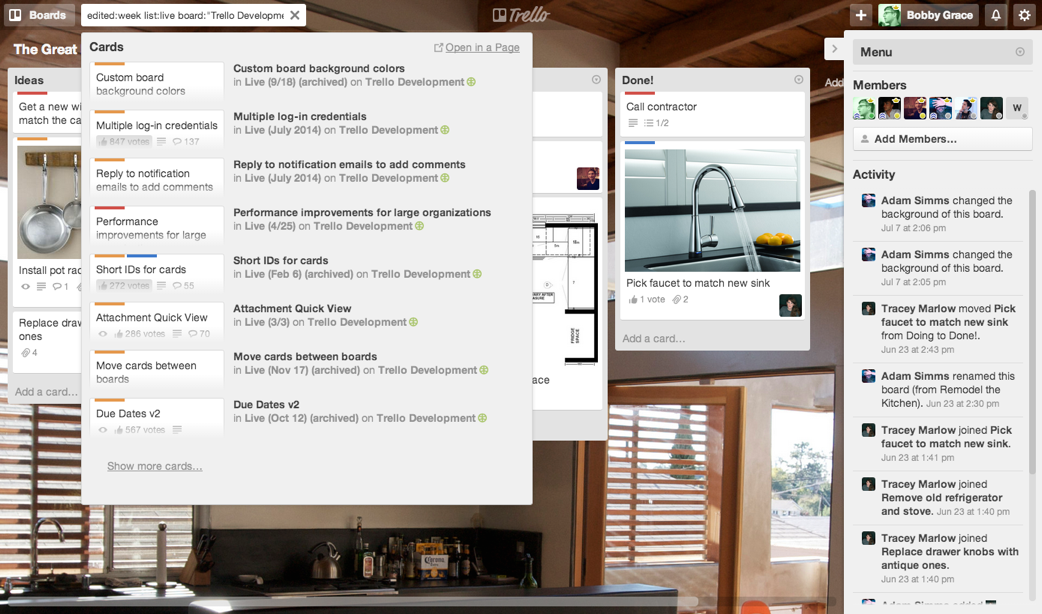 Boards
edited:week list:live board:"Trello Developme
Trello
Bobby Grace
The Great
Cards
Open in a Page
Custom board
background colors
Custom board background colors
in Live (9/18) (archived) on Trello Development
Multiple log-in credentials
847 votes 137
Multiple log-in credentials
in Live (July 2014) on Trello Development
Reply to notification
emails to add comments
Reply to notification emails to add comments
in Live (July 2014) on Trello Development
Performance
improvements for large
Performance improvements for large organizations
in Live (4/25) on Trello Development
Short IDs for cards
272 votes 55
Short IDs for cards
in Live (Feb 6) (archived) on Trello Development
Attachment Quick View
286 votes 70
Attachment Quick View
in Live (3/3) on Trello Development
Move cards between
boards
Move cards between boards
in Live (Nov 17) (archived) on Trello Development
Due Dates v2
567 votes
Due Dates v2
in Live (Oct 12) (archived) on Trello Development
Show more cards…
Ideas
Get a new wi
match the ca
Install pot rac
1
Replace draw
ones
4
Add a card…
ace
Done!
Call contractor
1/2
Pick faucet to match new sink
1 vote 2
Add a card…
Add
Menu
Members
W
Add Members…
Activity
Adam Simms changed the
background of this board.
Jul 7 at 2:06 pm
Adam Simms changed the
background of this board.
Jul 7 at 2:05 pm
Tracey Marlow moved Pick
faucet to match new sink
from Doing to Done!.
Jun 23 at 2:43 pm
Adam Simms renamed this
board (from Remodel the
Kitchen). Jun 23 at 2:30 pm
Tracey Marlow joined Pick
faucet to match new sink.
Jun 23 at 1:41 pm
Tracey Marlow joined
Remove old refrigerator
and stove. Jun 23 at 1:40 pm
Tracey Marlow joined
Replace drawer knobs with
antique ones.
Jun 23 at 1:40 pm
Adam Simms added